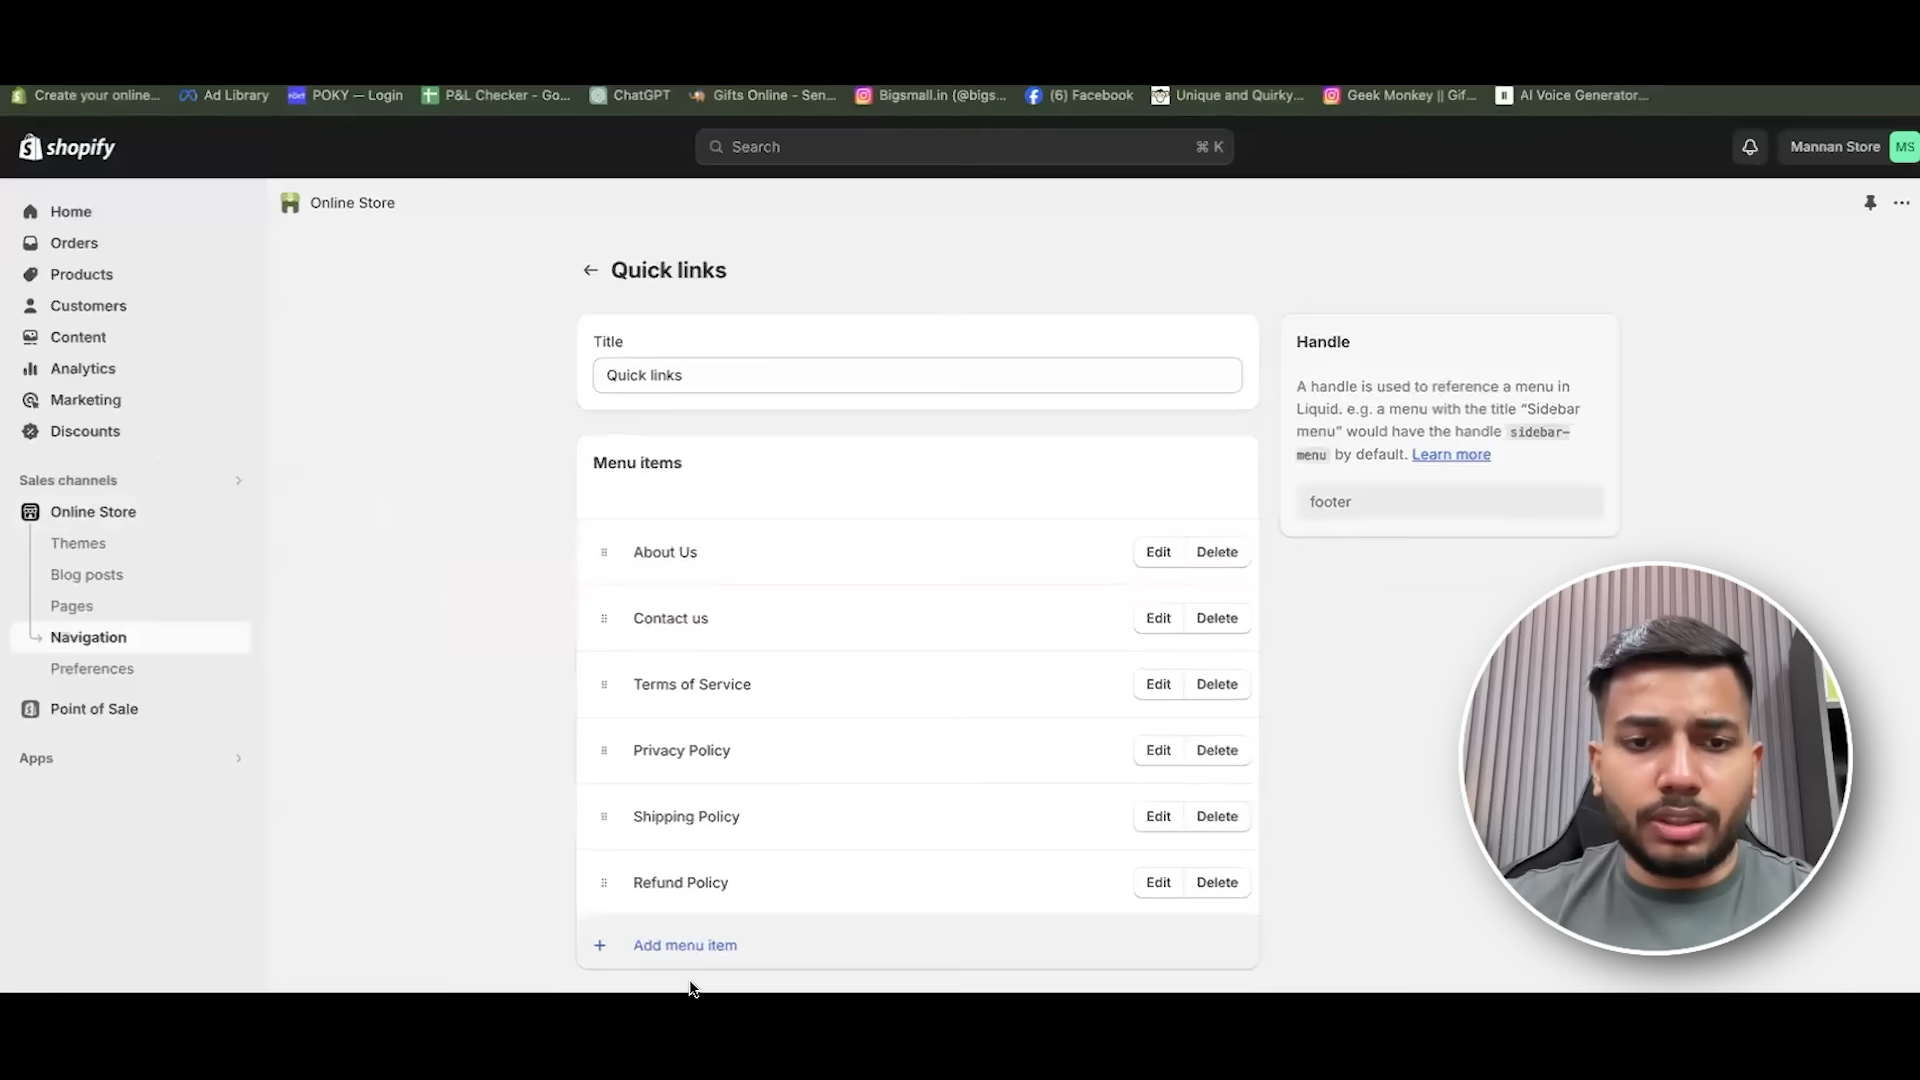 Create your online...
Ad Library
POKY — Login
P&L Checker - Go...
ChatGPT
Gifts Online - Sen...
Bigsmall.in (@bigs...
(6) Facebook
Unique and Quirky...
Geek Monkey || Gif...
AI Voice Generator...
shopify
Search
⌘ K
Mannan Store
MS
Home
Orders
Products
Customers
Content
Analytics
Marketing
Discounts
Sales channels
Online Store
Themes
Blog posts
Pages
Navigation
Preferences
Point of Sale
Apps
Online Store
Quick links
Title
Quick links
Menu items
About Us
Edit
Delete
Contact us
Edit
Delete
Terms of Service
Edit
Delete
Privacy Policy
Edit
Delete
Shipping Policy
Edit
Delete
Refund Policy
Edit
Delete
+ Add menu item
Handle
A handle is used to reference a menu in
Liquid. e.g. a menu with the title “Sidebar
menu” would have the handle sidebar-
menu by default. Learn more
footer